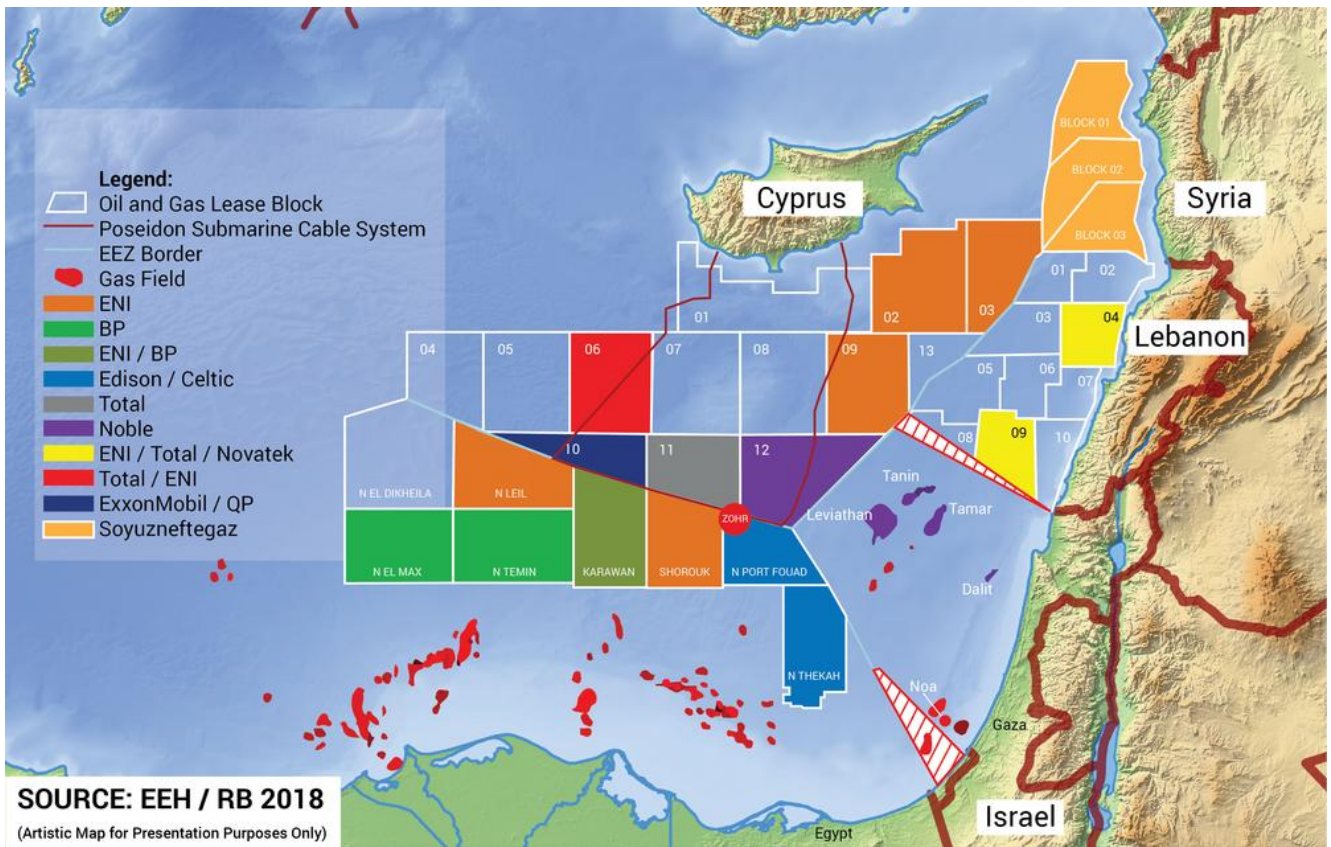 Legend:
Oil and Gas Lease Block
Poseidon Submarine Cable System
EEZ Border
Gas Field
ENI
BP
ENI / BP
Edison / Celtic
Total
Noble
ENI / Total / Novatek
Total / ENI
ExxonMobil / QP
Soyuzneftegaz
Cyprus
Syria
Lebanon
Israel
Gaza
Egypt
BLOCK 01
BLOCK 02
BLOCK 03
01
02
03
04
05
06
07
08
09
10
01
02
03
04
05
06
07
08
09
13
10
11
12
N EL DIKHEILA
N LEIL
N EL MAX
N TEMIN
KARAWAN
SHOROUK
ZOHR
N PORT FOUAD
N THEKAH
Tanin
Leviathan
Tamar
Dalit
Noa
SOURCE: EEH / RB 2018
(Artistic Map for Presentation Purposes Only)